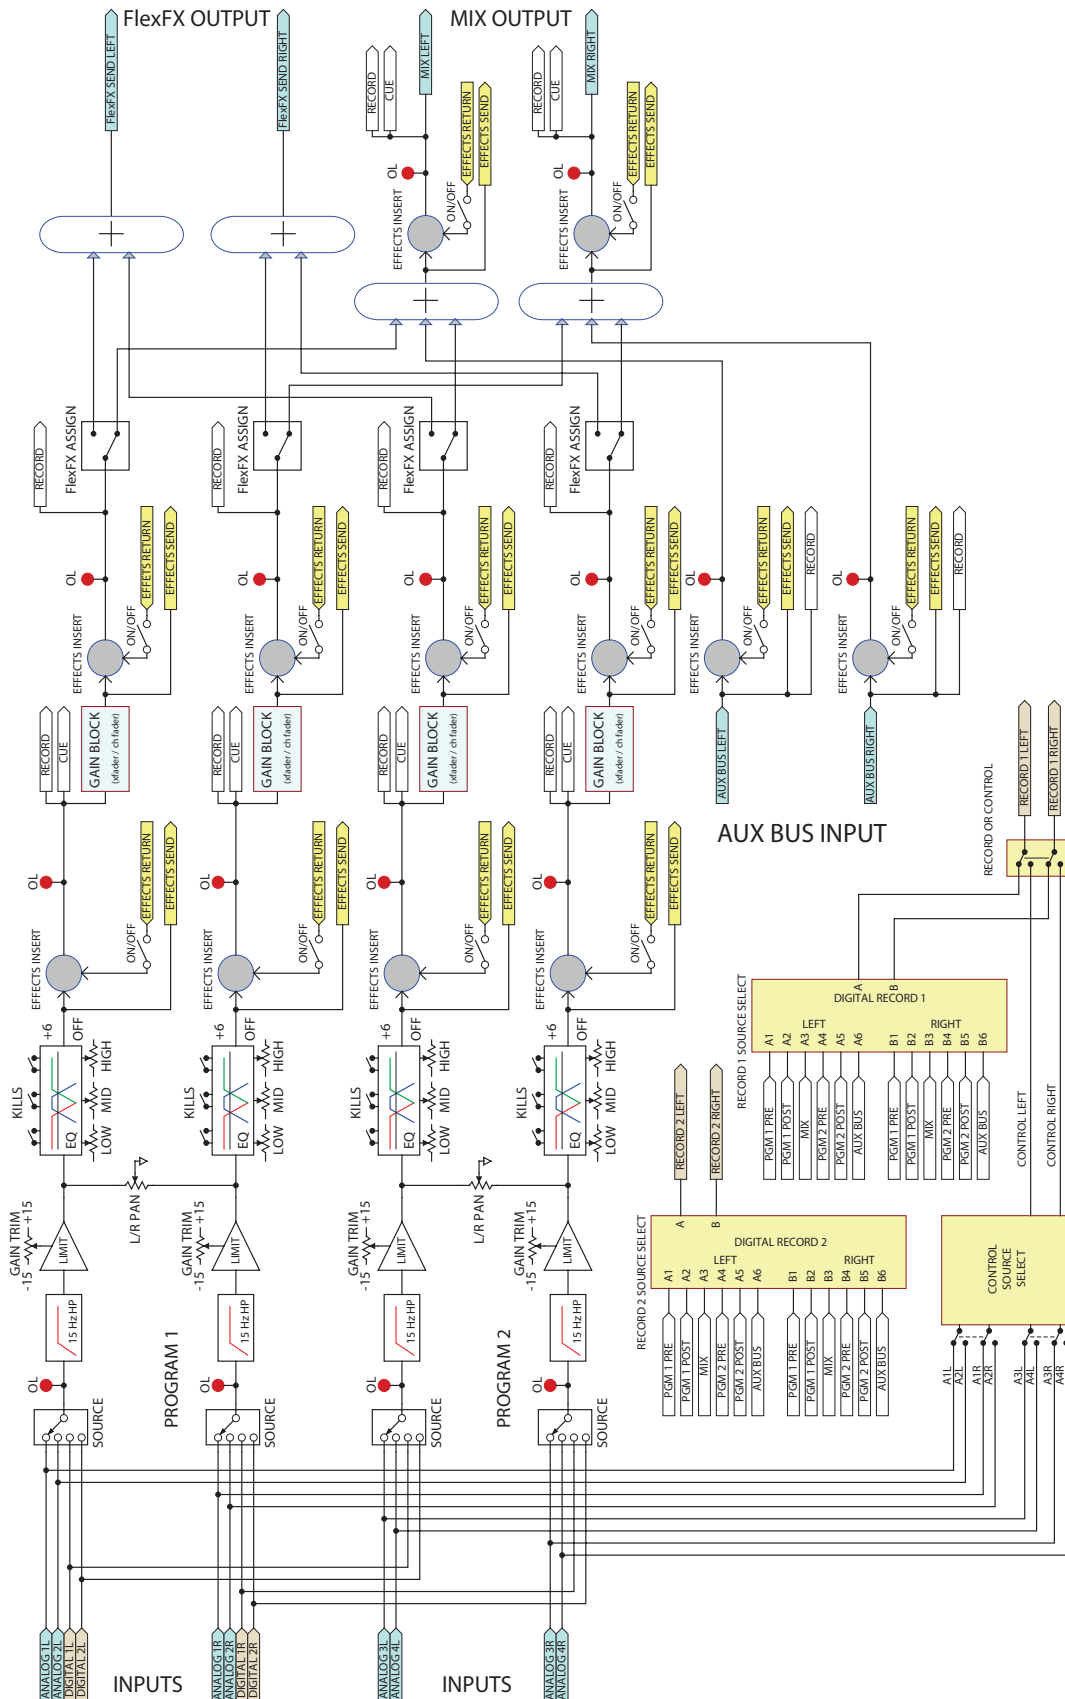 FlexFX OUTPUT
MIX OUTPUT
FlexFX SEND LEFT
FlexFX SEND RIGHT
RECORD
CUE
MIX LEFT
OL
EFFECTS INSERT
ON/OFF
EFFECTS RETURN
EFFECTS SEND
RECORD
CUE
MIX RIGHT
OL
EFFECTS INSERT
ON/OFF
EFFECTS RETURN
EFFECTS SEND
RECORD
FlexFX ASSIGN
RECORD
FlexFX ASSIGN
RECORD
FlexFX ASSIGN
RECORD
FlexFX ASSIGN
OL
EFFECTS INSERT
ON/OFF
EFFETS RETURN
EFFECTS SEND
OL
EFFECTS INSERT
ON/OFF
EFFECTS RETURN
EFFECTS SEND
OL
EFFECTS INSERT
ON/OFF
EFFECTS RETURN
EFFECTS SEND
OL
EFFECTS INSERT
ON/OFF
EFFECTS RETURN
EFFECTS SEND
OL
EFFECTS INSERT
ON/OFF
EFFECTS RETURN
EFFECTS SEND
RECORD
OL
EFFECTS INSERT
ON/OFF
EFFECTS RETURN
EFFECTS SEND
RECORD
RECORD
CUE
GAIN BLOCK
(xfader / ch fader)
RECORD
CUE
GAIN BLOCK
(xfader / ch fader)
RECORD
CUE
GAIN BLOCK
(xfader / ch fader)
RECORD
CUE
GAIN BLOCK
(xfader / ch fader)
AUX BUS LEFT
AUX BUS RIGHT
AUX BUS INPUT
RECORD OR CONTROL
RECORD 1 LEFT
RECORD 1 RIGHT
OL
EFFECTS INSERT
ON/OFF
EFFECTS RETURN
EFFECTS SEND
OL
EFFECTS INSERT
ON/OFF
EFFECTS RETURN
EFFECTS SEND
OL
EFFECTS INSERT
ON/OFF
EFFECTS RETURN
EFFECTS SEND
OL
EFFECTS INSERT
ON/OFF
EFFECTS RETURN
EFFECTS SEND
KILLS
+6
OFF
EQ
LOW
MID
HIGH
KILLS
+6
OFF
EQ
LOW
MID
HIGH
KILLS
+6
OFF
EQ
LOW
MID
HIGH
KILLS
+6
OFF
EQ
LOW
MID
HIGH
RECORD 1 SOURCE SELECT
DIGITAL RECORD 1
A
B
LEFT
RIGHT
A1
A2
A3
A4
A5
A6
B1
B2
B3
B4
B5
B6
PGM 1 PRE
PGM 1 POST
MIX
PGM 2 PRE
PGM 2 POST
AUX BUS
PGM 1 PRE
PGM 1 POST
MIX
PGM 2 PRE
PGM 2 POST
AUX BUS
CONTROL LEFT
CONTROL RIGHT
RECORD 2 LEFT
RECORD 2 RIGHT
RECORD 2 SOURCE SELECT
DIGITAL RECORD 2
A
B
LEFT
RIGHT
A1
A2
A3
A4
A5
A6
B1
B2
B3
B4
B5
B6
PGM 1 PRE
PGM 1 POST
MIX
PGM 2 PRE
PGM 2 POST
AUX BUS
PGM 1 PRE
PGM 1 POST
MIX
PGM 2 PRE
PGM 2 POST
AUX BUS
CONTROL
SOURCE
SELECT
A1L
A2L
A1R
A2R
A3L
A4L
A3R
A4R
GAIN TRIM
-15
+15
LIMIT
L/R PAN
GAIN TRIM
-15
+15
LIMIT
GAIN TRIM
-15
+15
LIMIT
L/R PAN
GAIN TRIM
-15
+15
LIMIT
15 Hz HP
15 Hz HP
15 Hz HP
15 Hz HP
PROGRAM 1
PROGRAM 2
OL
SOURCE
OL
SOURCE
OL
SOURCE
OL
SOURCE
ANALOG 1L
ANALOG 2L
DIGITAL 1L
DIGITAL 2L
INPUTS
ANALOG 1R
ANALOG 2R
DIGITAL 1R
DIGITAL 2R
ANALOG 3L
ANALOG 4L
INPUTS
ANALOG 3R
ANALOG 4R